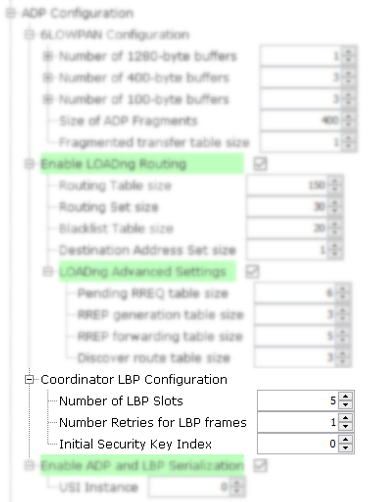 ADP Configuration
6LOWPAN Configuration
Number of 1280-byte buffers 1
Number of 400-byte buffers 3
Number of 100-byte buffers 3
Size of ADP Fragments 400
Fragmented transfer table size 1
Enable LOADng Routing
Routing Table size 150
Routing Set size 30
Blacklist Table size 20
Destination Address Set size 1
LOADng Advanced Settings
Pending RREQ table size 6
RREP generation table size 3
RREP forwarding table size 5
Discover route table size 3
Coordinator LBP Configuration
Number of LBP Slots 5
Number Retries for LBP frames 1
Initial Security Key Index 0
Enable ADP and LBP Serialization
USI Instance 0